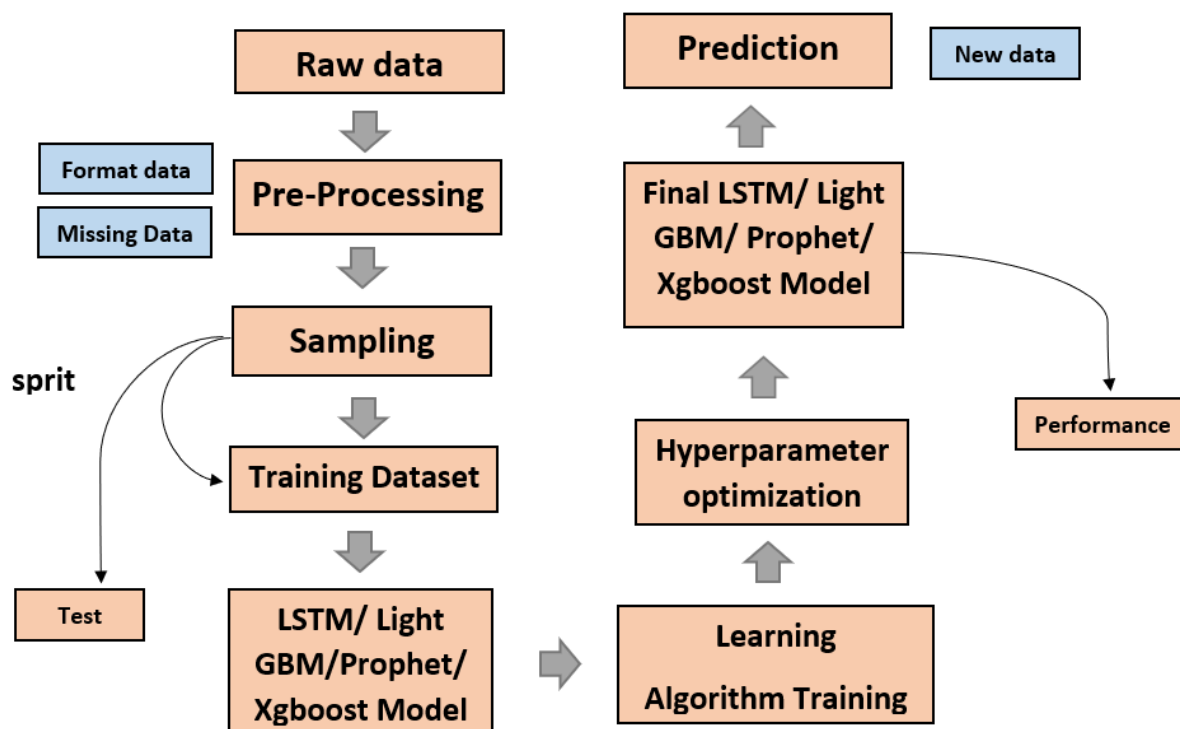 Raw data
Format data
Missing Data
Pre-Processing
Sampling
sprit
Training Dataset
Test
LSTM/ Light
GBM/Prophet/
Xgboost Model
Learning
Algorithm Training
Hyperparameter
optimization
Final LSTM/ Light
GBM/ Prophet/
Xgboost Model
Performance
Prediction
New data